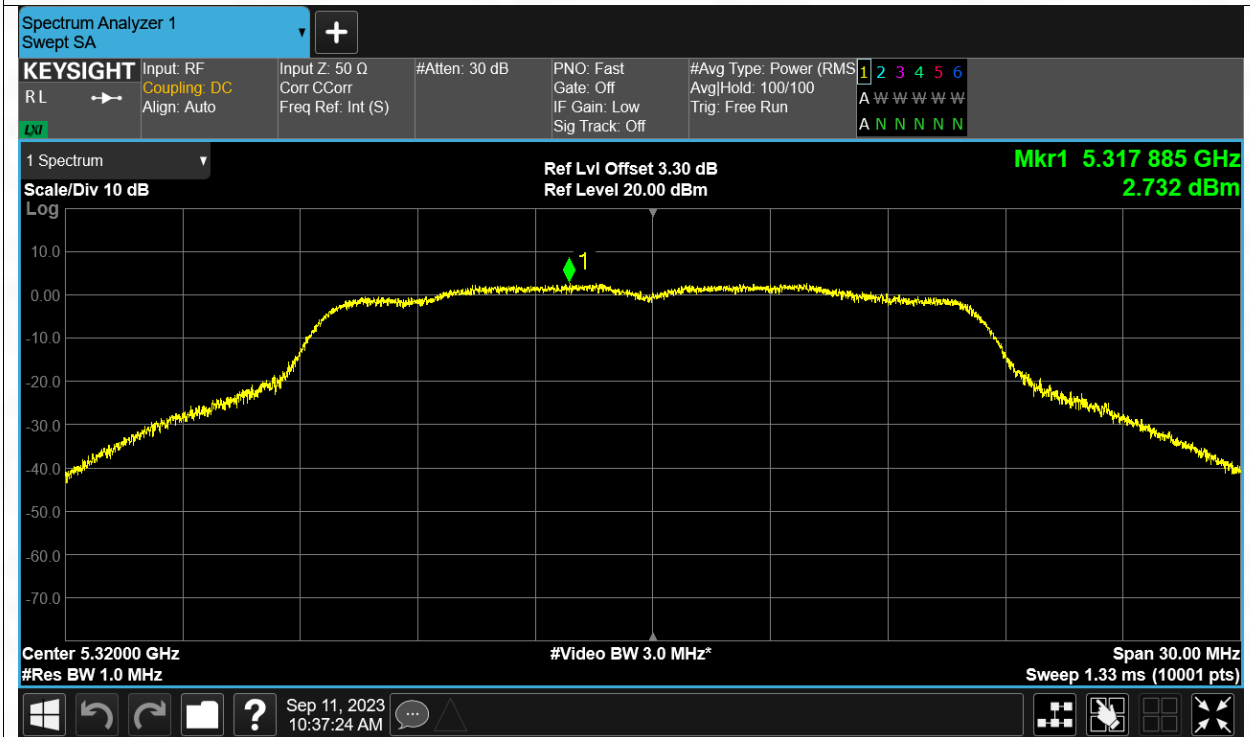 Spectrum Analyzer 1
Swept SA
KEYSIGHT
RL
LXI
Input: RF
Coupling: DC
Align: Auto
Input Z: 50 Ω
Corr CCorr
Freq Ref: Int (S)
#Atten: 30 dB
PNO: Fast
Gate: Off
IF Gain: Low
Sig Track: Off
#Avg Type: Power (RMS
Avg|Hold: 100/100
Trig: Free Run
1 2 3 4 5 6
A W W W W W
A N N N N N
1 Spectrum
Scale/Div 10 dB
Log
Ref Lvl Offset 3.30 dB
Ref Level 20.00 dBm
Mkr1 5.317 885 GHz
2.732 dBm
10.0
1
0.00
-10.0
-20.0
-30.0
-40.0
-50.0
-60.0
-70.0
Center 5.32000 GHz
#Video BW 3.0 MHz*
Span 30.00 MHz
#Res BW 1.0 MHz
Sweep 1.33 ms (10001 pts)
?
Sep 11, 2023
10:37:24 AM